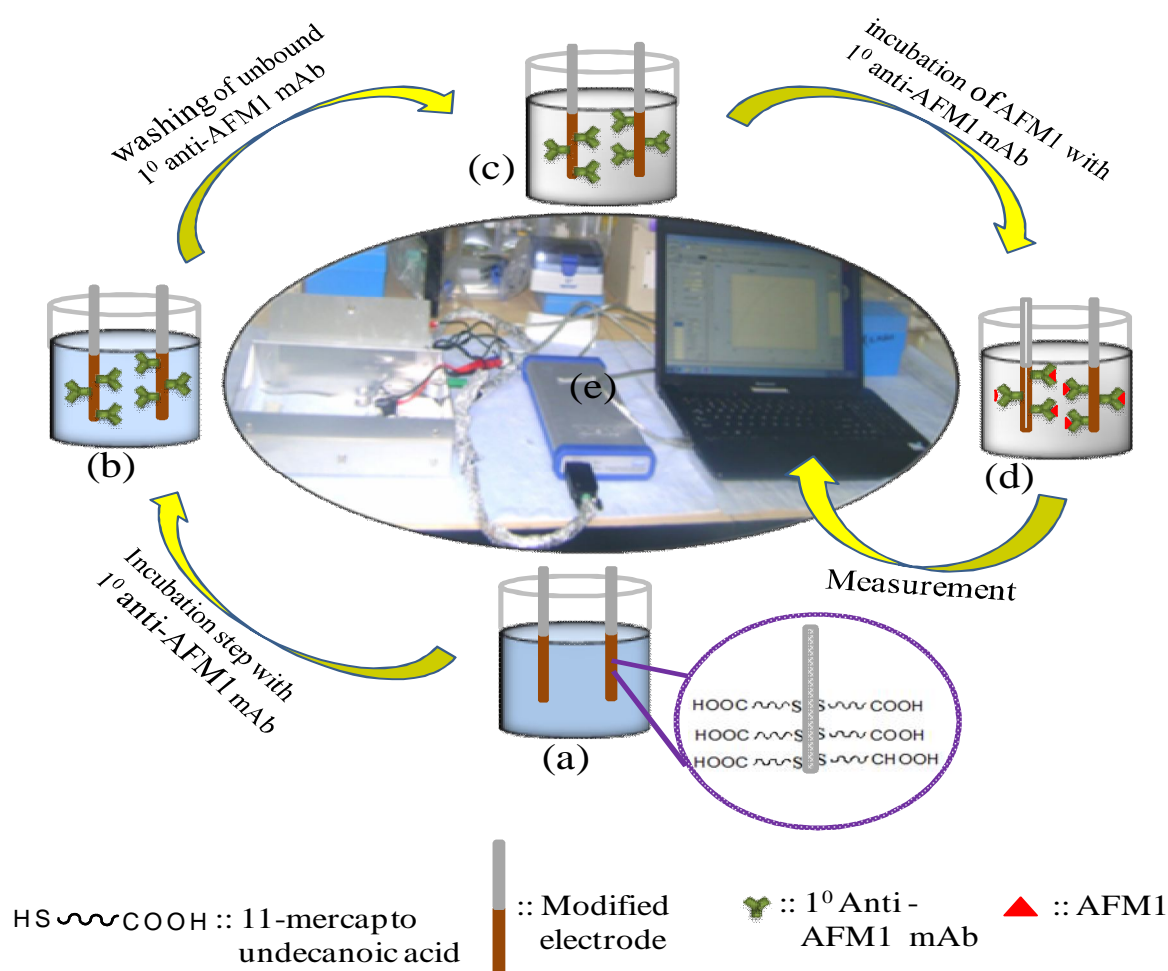 washing of unbound
1⁰ anti-AFM1 mAb
incubation of AFM1 with
1⁰ anti-AFM1 mAb
(c)
(b)
(e)
(d)
Incubation step with
1⁰ anti-AFM1 mAb
Measurement
(a)
HOOC S S COOH
HOOC S S COOH
HOOC S S CHOOH
HS COOH :: 11-mercapto
undecanoic acid
:: Modified
electrode
:: 1⁰ Anti-
AFM1 mAb
:: AFM1